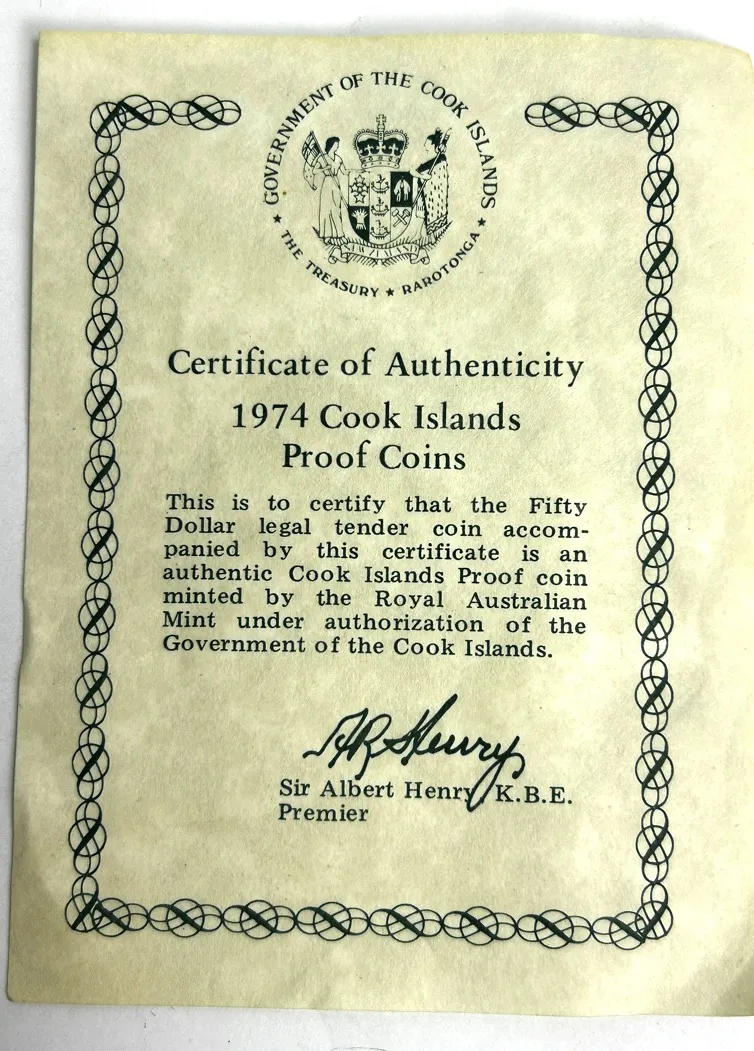 GOVERNMENT OF THE COOK ISLANDS
★ THE TREASURY ★ RAROTONGA ★
Certificate of Authenticity
1974 Cook Islands
Proof Coins
This is to certify that the Fifty
Dollar legal tender coin accom-
panied by this certificate is an
authentic Cook Islands Proof coin
minted by the Royal Australian
Mint under authorization of the
Government of the Cook Islands.
AR Henry
Sir Albert Henry, K.B.E.
Premier